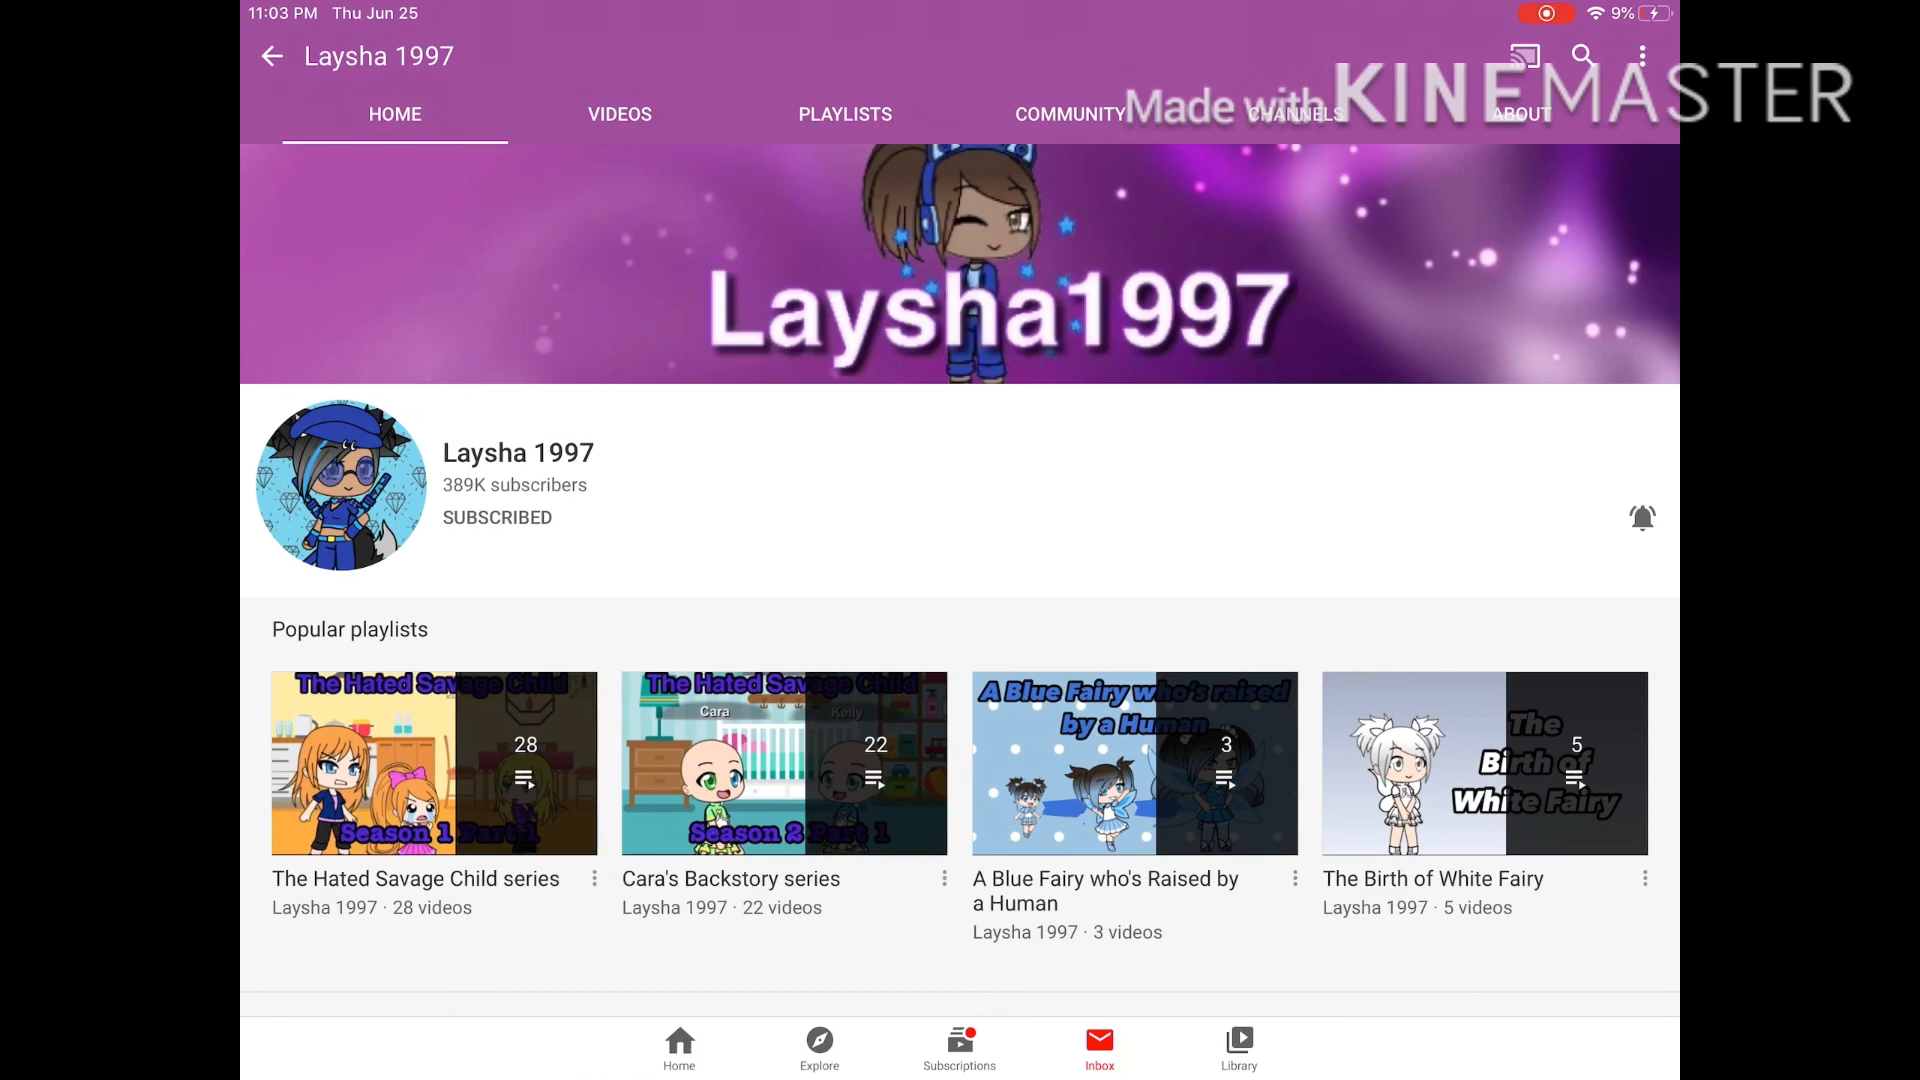 11:03 PM Thu Jun 25
9%
Laysha 1997
Made with KINEMASTER
HOME VIDEOS PLAYLISTS COMMUNITY CHANNELS ABOUT
Laysha1997
Laysha 1997
389K subscribers
SUBSCRIBED
Popular playlists
The Hated Savage Child
28
Season 1 Part 1
The Hated Savage Child
Cara Kelly
22
Season 2 Part 1
A Blue Fairy who's raised
by a Human
3
The
Birth of
White Fairy
5
The Hated Savage Child series
Laysha 1997 · 28 videos
Cara's Backstory series
Laysha 1997 · 22 videos
A Blue Fairy who's Raised by
a Human
Laysha 1997 · 3 videos
The Birth of White Fairy
Laysha 1997 · 5 videos
Home Explore Subscriptions Inbox Library